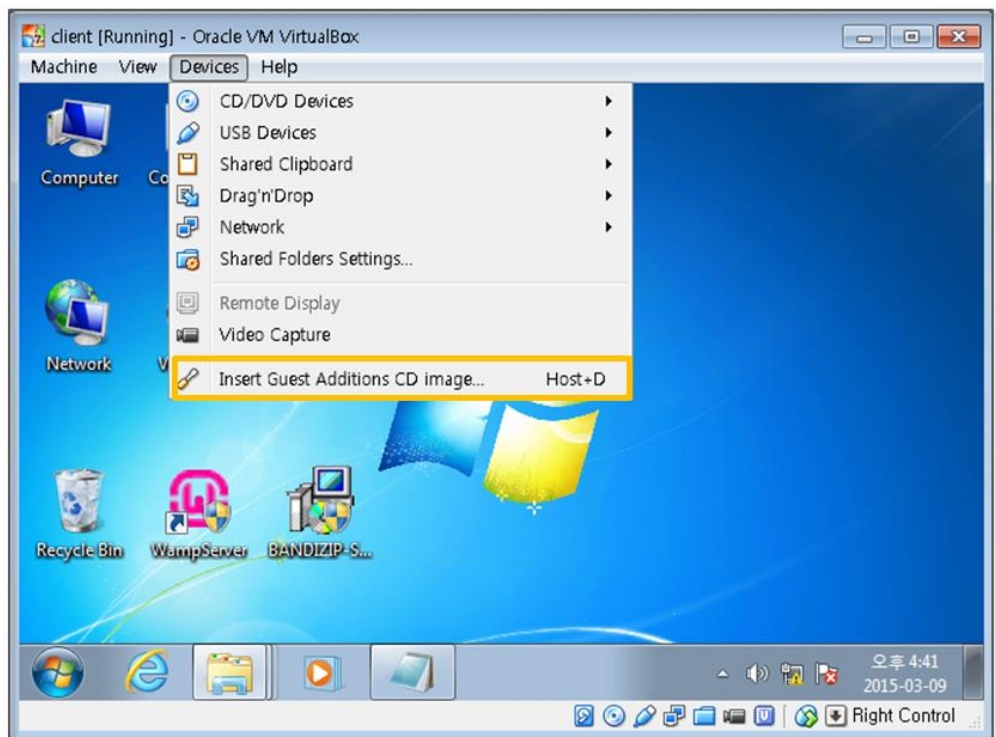 client [Running] - Oracle VM VirtualBox
Machine View Devices Help
CD/DVD Devices
USB Devices
Shared Clipboard
Drag'n'Drop
Network
Shared Folders Settings...
Remote Display
Video Capture
Insert Guest Additions CD image... Host+D
Computer Co
Network
Recycle Bin WampServer BANDIZIP-S...
오후 4:41
2015-03-09
Right Control